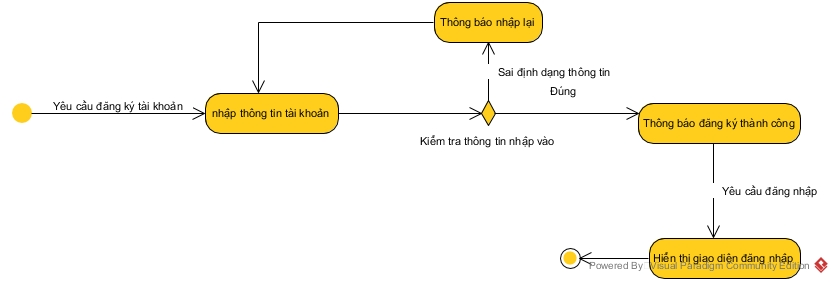 Thông báo nhập lại
Sai định dạng thông tin
Đúng
Yêu cầu đăng ký tài khoản
nhập thông tin tài khoản
Thông báo đăng ký thành công
Kiểm tra thông tin nhập vào
Yêu cầu đăng nhập
Hiển thị giao diện đăng nhập
Powered By Visual Paradigm Community Edition